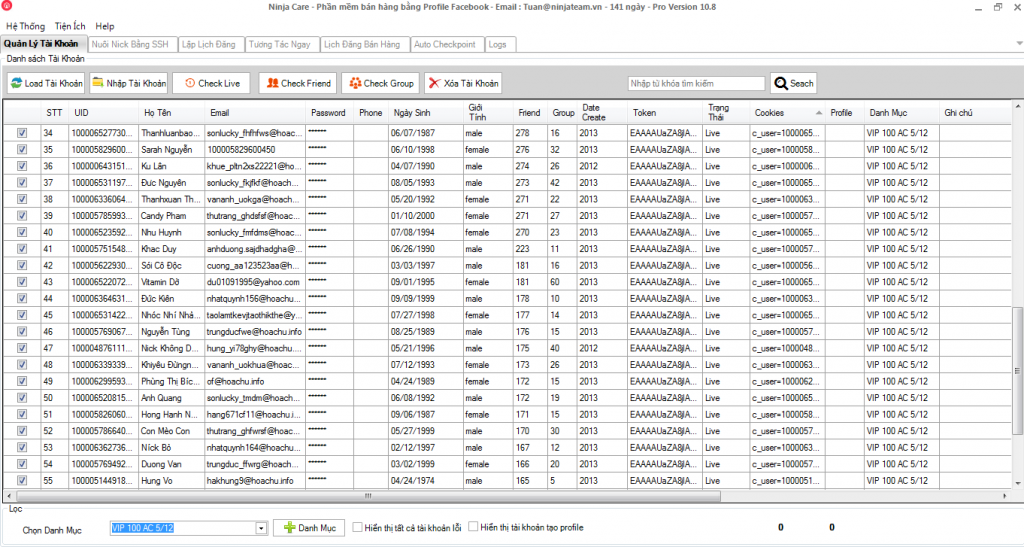 Ninja Care - Phần mềm bán hàng bằng Profile Facebook - Email : Tuan@ninjateam.vn - 141 ngày - Pro Version 10.8
Hệ Thống Tiện Ích Help
Quản Lý Tài Khoản Nuôi Nick Bằng SSH Lập Lịch Đăng Tương Tác Ngay Lịch Đăng Bán Hàng Auto Checkpoint Logs
Danh sách Tài Khoản
Load Tài Khoản Nhập Tài Khoản Check Live Check Friend Check Group Xóa Tài Khoản Nhập từ khóa tìm kiếm Seach
STT UID Họ Tên Email Password Phone Ngày Sinh Giới Tính Friend Group Date Create Token Trạng Thái Cookies Profile Danh Mục Ghi chú
34 100006527730... Thanhluanbao... sonlucky_fhfhfws@hoac... ****** 06/07/1987 male 278 16 2013 EAAAAUaZA8JlA... Live c_user=1000065... VIP 100 AC 5/12
35 100005829600... Sarah Nguyễn 100005829600450 ****** 06/10/1998 female 276 32 2013 EAAAAUaZA8JlA... Live c_user=1000058... VIP 100 AC 5/12
36 100000643151... Ku Lân khue_pltn2xs22221@ho... ****** 04/07/1990 male 274 26 2012 EAAAAUaZA8JlA... Live c_user=1000006... VIP 100 AC 5/12
37 100006531197... Đưc Nguyên sonlucky_fkjfkf@hoach... ****** 08/05/1993 male 273 42 2013 EAAAAUaZA8JlA... Live c_user=1000065... VIP 100 AC 5/12
38 100006336064... Thanhxuan Th... vananh_uokga@hoach... ****** 05/20/1992 female 271 22 2013 EAAAAUaZA8JlA... Live c_user=1000063... VIP 100 AC 5/12
39 100005785993... Candy Pham thutrang_ghdsfsf@hoac... ****** 01/10/2000 female 271 27 2013 EAAAAUaZA8JlA... Live c_user=1000057... VIP 100 AC 5/12
40 100006523592... Nhu Huynh sonlucky_fmfdms@hoac... ****** 07/08/1994 female 270 23 2013 EAAAAUaZA8JlA... Live c_user=1000065... VIP 100 AC 5/12
41 100005751548... Khac Duy anhduong.sajdhadgha@... ****** 06/26/1990 male 223 11 2013 EAAAAUaZA8JlA... Live c_user=1000057... VIP 100 AC 5/12
42 100005622930... Sói Cô Độc cuong_aa123523aa@h... ****** 03/03/1997 male 181 16 2013 EAAAAUaZA8JlA... Live c_user=1000056... VIP 100 AC 5/12
43 100006522072... Vitamin Dở du01091995@yahoo.com ****** 09/01/1995 female 181 60 2013 EAAAAUaZA8JlA... Live c_user=1000065... VIP 100 AC 5/12
44 100006364631... Đức Kiên nhatquynh156@hoachu... ****** 09/09/1999 male 178 10 2013 EAAAAUaZA8JlA... Live c_user=1000063... VIP 100 AC 5/12
45 100006531422... Nhóc Nhí Nhả... taolamtkevjtaothikthe@y... ****** 07/27/1998 female 177 14 2013 EAAAAUaZA8JlA... Live c_user=1000065... VIP 100 AC 5/12
46 100005769067... Nguyễn Tùng trungducfwe@hoachu.info ****** 08/25/1989 male 176 15 2013 EAAAAUaZA8JlA... Live c_user=1000057... VIP 100 AC 5/12
47 100004876111... Nick Không D... hung_yi78ghy@hoachu... ****** 05/21/1996 male 175 40 2012 EAAAAUaZA8JlA... Live c_user=1000048... VIP 100 AC 5/12
48 100006339339... Khiyêu Đừngn... vananh_uokhua@hoac... ****** 07/12/1993 female 173 26 2013 EAAAAUaZA8JlA... Live c_user=1000063... VIP 100 AC 5/12
49 100006299593... Phùng Thị Bíc... of@hoachu.info ****** 04/24/1989 female 172 15 2013 EAAAAUaZA8JlA... Live c_user=1000062... VIP 100 AC 5/12
50 100006520815... Anh Quang sonlucky_tmdm@hoach... ****** 06/08/1992 male 172 19 2013 EAAAAUaZA8JlA... Live c_user=1000065... VIP 100 AC 5/12
51 100005826060... Hong Hanh N... hang671cf11@hoachu.i... ****** 09/06/1987 female 171 15 2013 EAAAAUaZA8JlA... Live c_user=1000058... VIP 100 AC 5/12
52 100005786640... Con Mèo Con thutrang_ghfwrsf@hoac... ****** 05/27/1999 female 170 30 2013 EAAAAUaZA8JlA... Live c_user=1000057... VIP 100 AC 5/12
53 100006362736... Níck Bỏ nhatquynh164@hoachu... ****** 02/12/1997 male 167 12 2013 EAAAAUaZA8JlA... Live c_user=1000063... VIP 100 AC 5/12
54 100005769492... Duong Van trungduc_ffwrg@hoach... ****** 03/02/1999 female 166 20 2013 EAAAAUaZA8JlA... Live c_user=1000057... VIP 100 AC 5/12
55 100005144918... Hung Vo hakhung9@hoachu.info ****** 04/24/1974 male 165 5 2013 EAAAAUaZA8JlA... Live c_user=1000051... VIP 100 AC 5/12
Lọc
Chọn Danh Mục VIP 100 AC 5/12 Danh Mục Hiển thị tất cả tài khoản lỗi Hiển thị tài khoản tạo profile 0 0